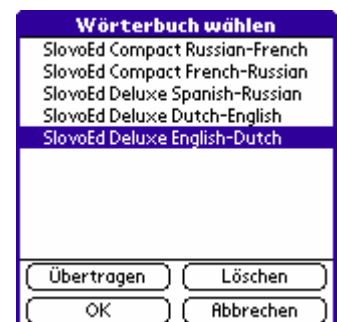 Wörterbuch wählen
SlovoEd Compact Russian-French
SlovoEd Compact French-Russian
SlovoEd Deluxe Spanish-Russian
SlovoEd Deluxe Dutch-English
SlovoEd Deluxe English-Dutch
Übertragen Löschen
OK Abbrechen